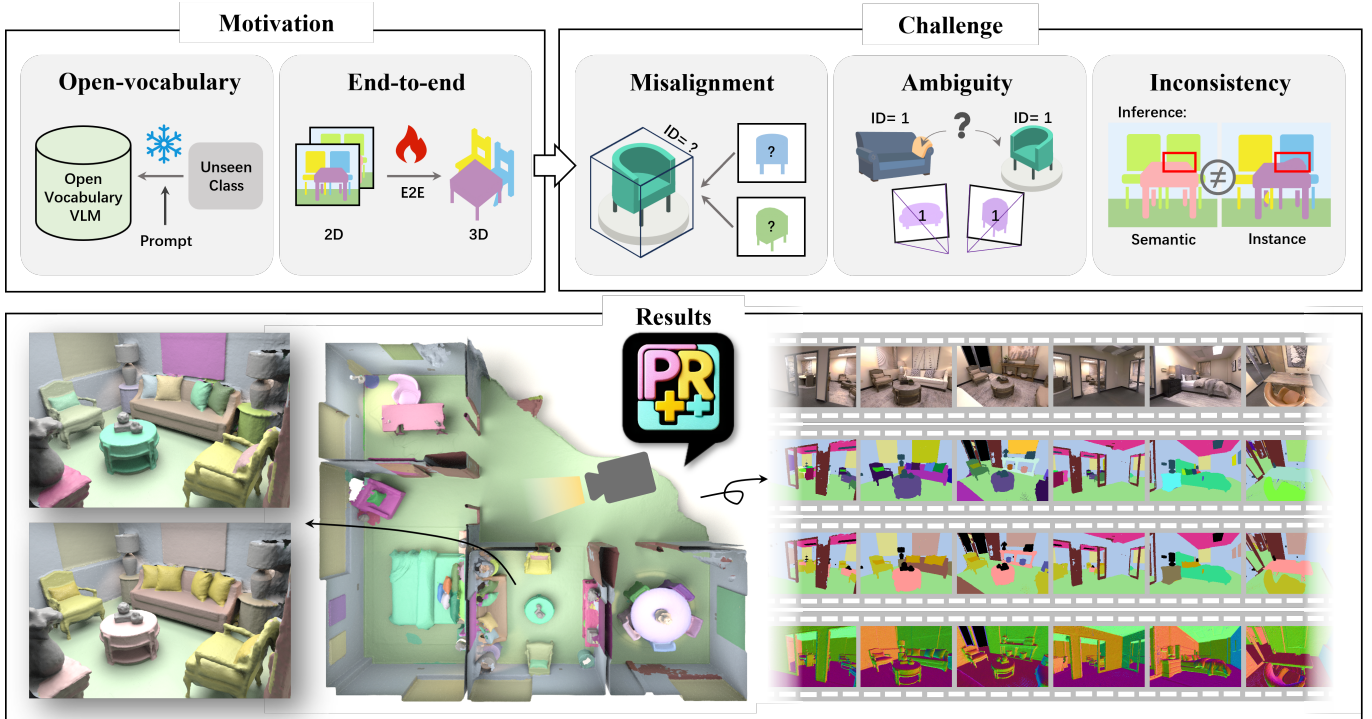 Motivation
Challenge
Open-vocabulary
Open
Vocabulary
VLM
Unseen
Class
Prompt
End-to-end
E2E
2D
3D
Misalignment
ID= ?
?
?
Ambiguity
ID= 1
?
ID= 1
1
1
Inconsistency
Inference:
≠
Semantic
Instance
Results
PR
++